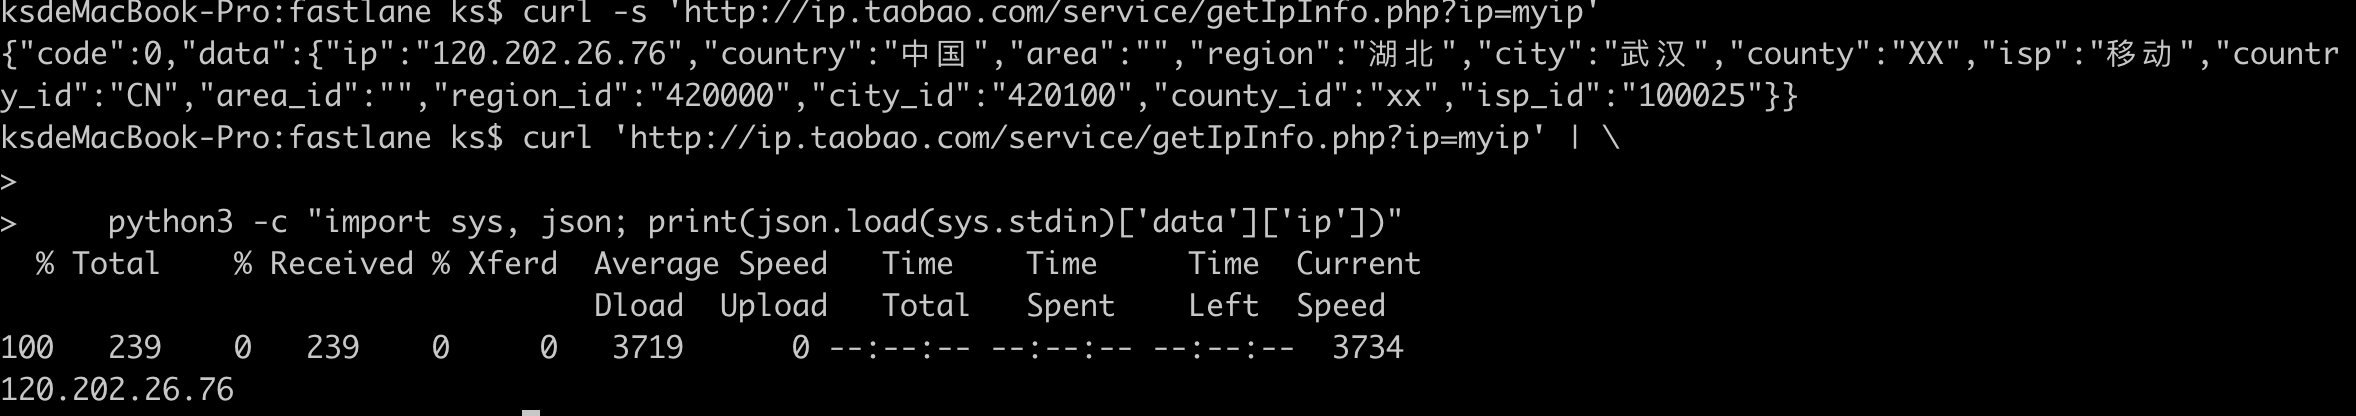 ksdeMacBook-Pro:fastlane ks$ curl -s 'http://ip.taobao.com/service/getIpInfo.php?ip=myip'
{"code":0,"data":{"ip":"120.202.26.76","country":"中国","area":"","region":"湖北","city":"武汉","county":"XX","isp":"移动","countr
y_id":"CN","area_id":"","region_id":"420000","city_id":"420100","county_id":"xx","isp_id":"100025"}}
ksdeMacBook-Pro:fastlane ks$ curl 'http://ip.taobao.com/service/getIpInfo.php?ip=myip' | \
>
>     python3 -c "import sys, json; print(json.load(sys.stdin)['data']['ip'])"
  % Total    % Received % Xferd  Average Speed   Time    Time     Time  Current
                                 Dload  Upload   Total   Spent    Left  Speed
100   239    0   239    0     0   3719      0 --:--:-- --:--:-- --:--:--  3734
120.202.26.76